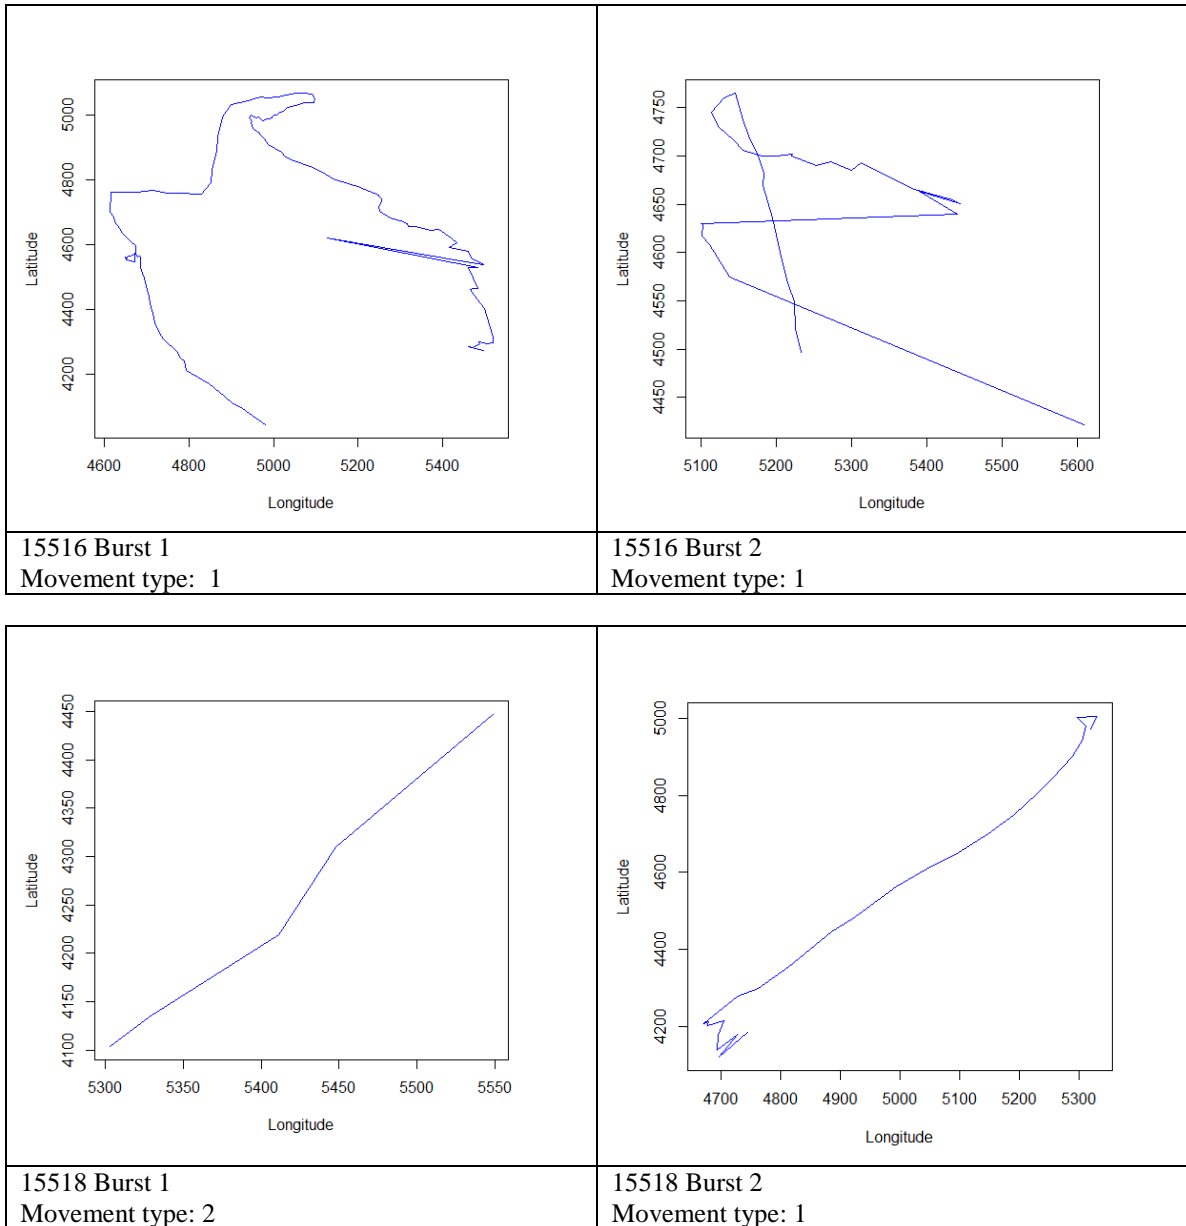 5000
4800
4600
4400
4200
Latitude
4600 4800 5000 5200 5400
Longitude
4750
4700
4650
4600
4550
4500
4450
Latitude
5100 5200 5300 5400 5500 5600
Longitude
15516 Burst 1
Movement type: 1
15516 Burst 2
Movement type: 1
4450
4400
4350
4300
4250
4200
4150
4100
Latitude
5300 5350 5400 5450 5500 5550
Longitude
5000
4800
4600
4400
4200
Latitude
4700 4800 4900 5000 5100 5200 5300
Longitude
15518 Burst 1
Movement type: 2
15518 Burst 2
Movement type: 1